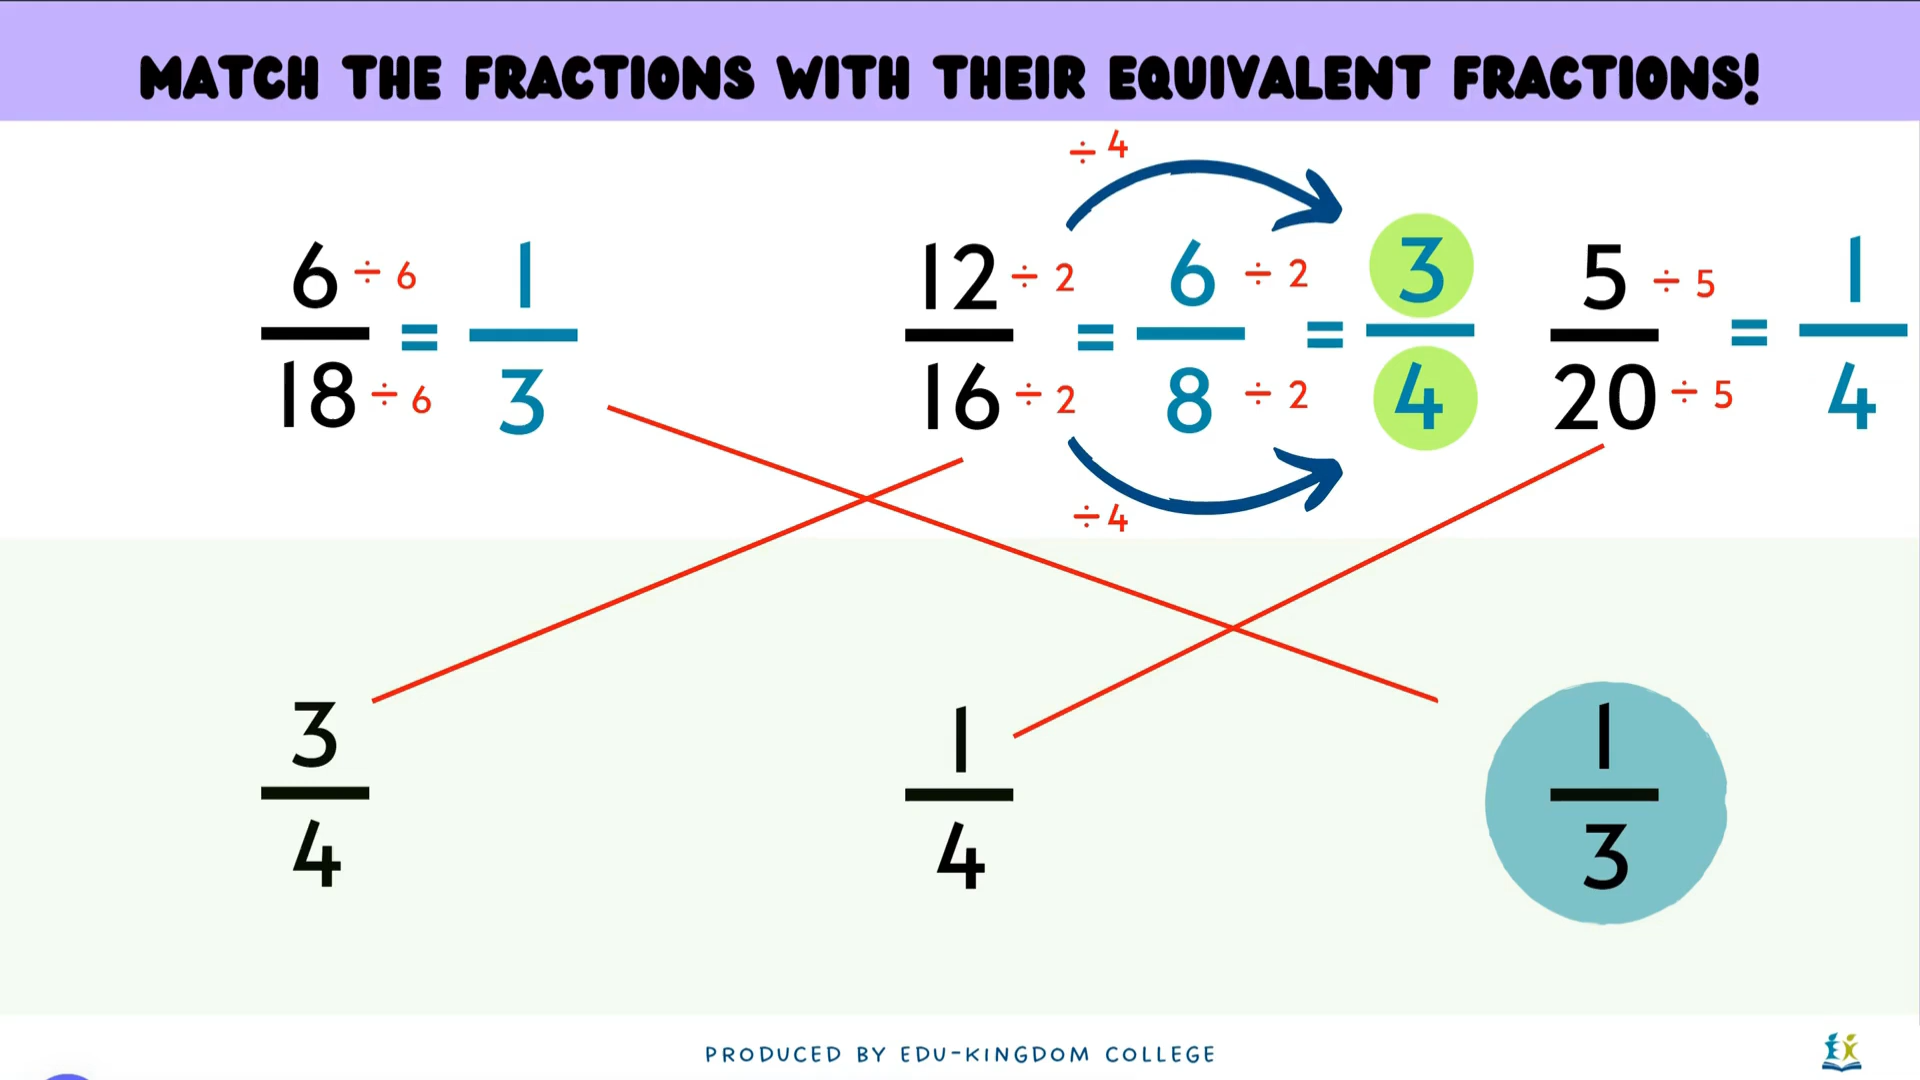 MATCH THE FRACTIONS WITH THEIR EQUIVALENT FRACTIONS!
÷ 4
6 ÷ 6 1
= 
18 ÷ 6 3
12 ÷ 2 6 ÷ 2 3
= =
16 ÷ 2 8 ÷ 2 4
5 ÷ 5 1
=
20 ÷ 5 4
÷ 4
3
4
1
4
1
3
PRODUCED BY EDU-KINGDOM COLLEGE